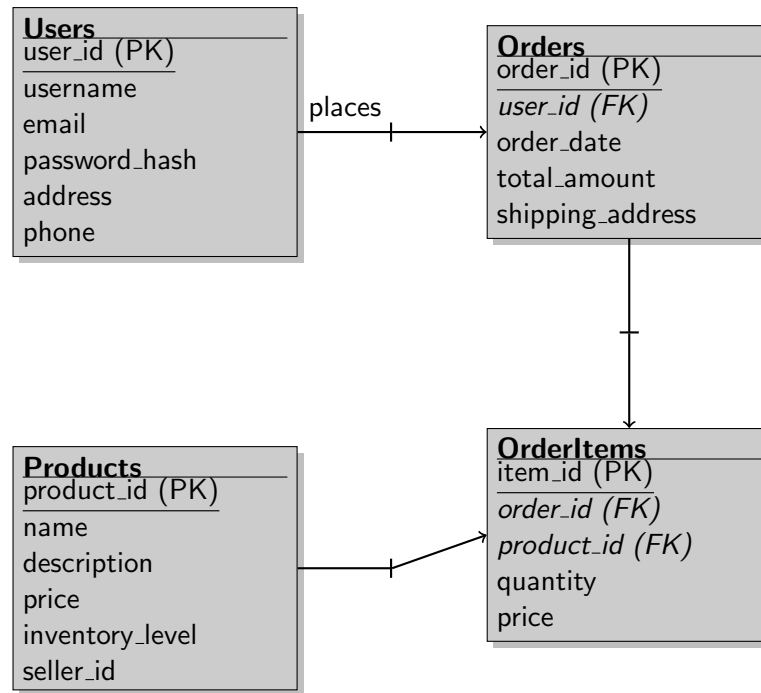 Users
user_id (PK)
username
email
password_hash
address
phone
places
Orders
order_id (PK)
user_id (FK)
order_date
total_amount
shipping_address
Products
product_id (PK)
name
description
price
inventory_level
seller_id
OrderItems
item_id (PK)
order_id (FK)
product_id (FK)
quantity
price